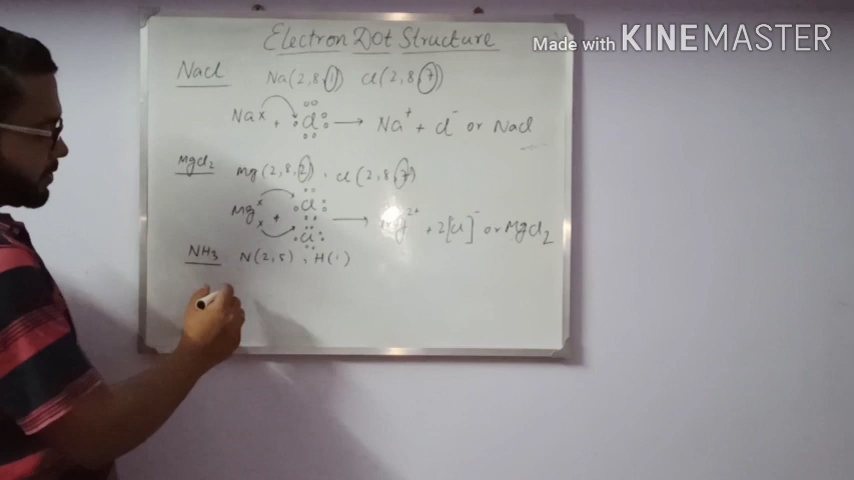 Electron Dot Structure
Made with KINEMASTER
NaCl Na(2,8,1) Cl(2,8,7)
Na× + Cl → Na⁺ + Cl⁻ or NaCl
MgCl₂ Mg(2,8,2), Cl(2,8,7)
Mg×× + Cl Cl → Mg²⁺ + 2[Cl]⁻ or MgCl₂
NH₃ N(2,5), H(1)